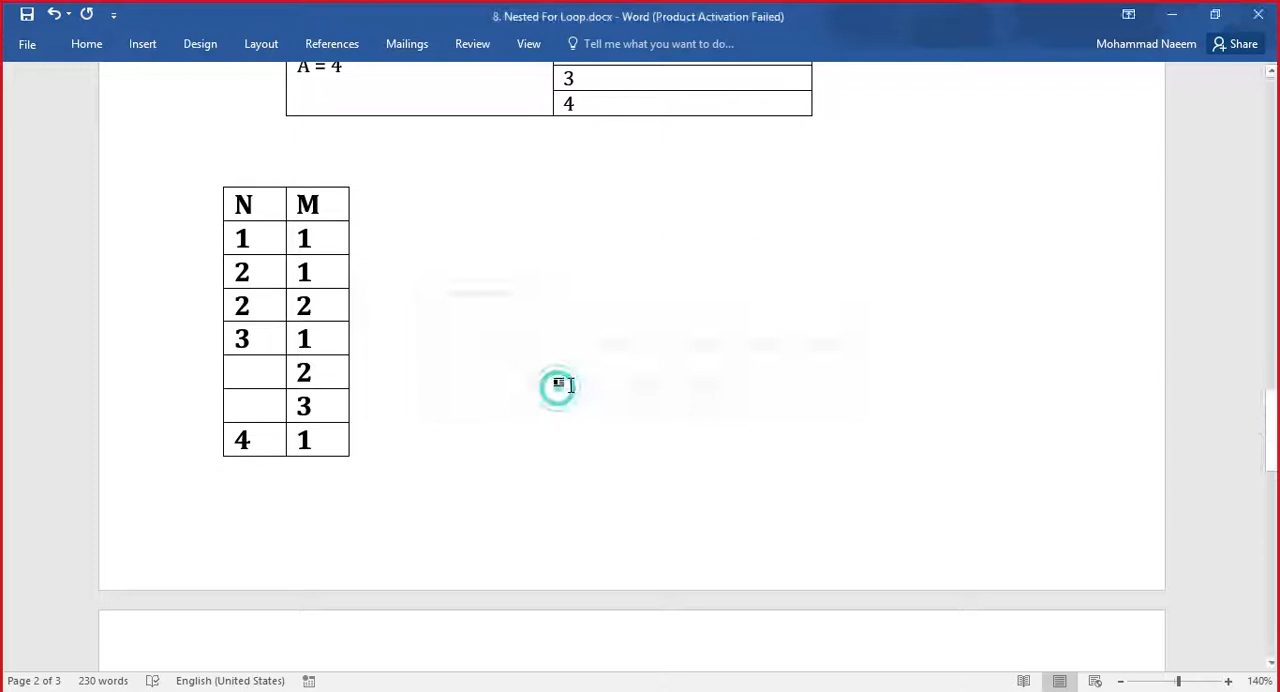 8. Nested For Loop.docx - Word (Product Activation Failed)
File Home Insert Design Layout References Mailings Review View Tell me what you want to do... Mohammad Naeem Share
A = 4
3
4
N M
1 1
2 1
2 2
3 1
2
3
4 1
Page 2 of 3 230 words English (United States) 140%